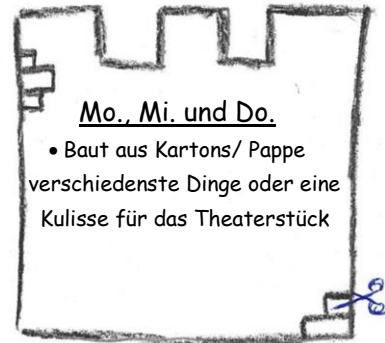 Mo., Mi. und Do.
• Baut aus Kartons/ Pappe
verschiedenste Dinge oder eine
Kulisse für das Theaterstück